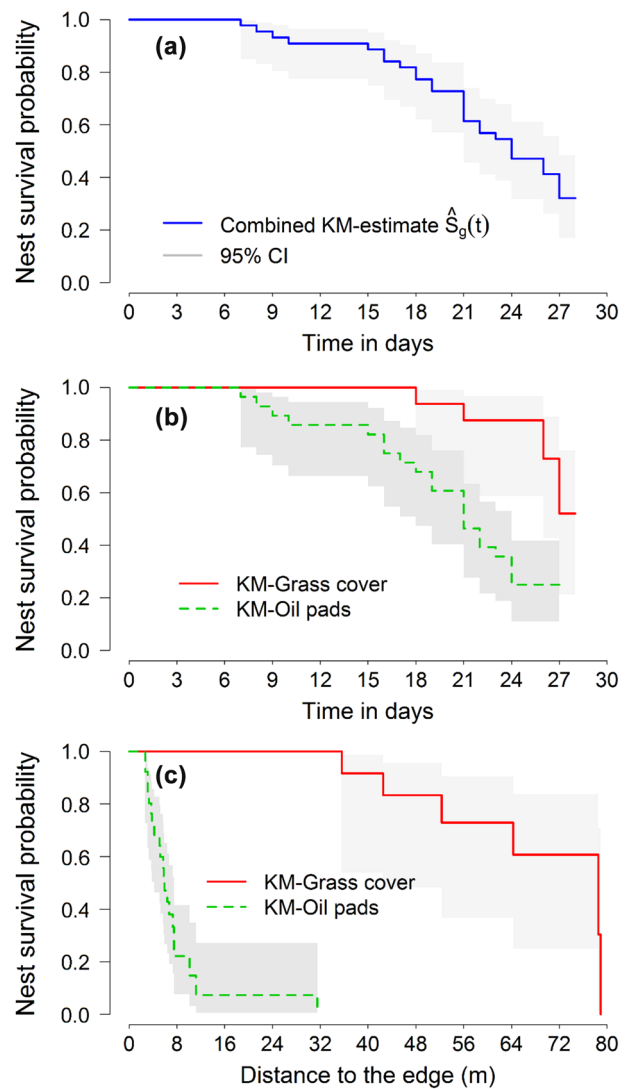 1.0
0.8
0.6
0.4
0.2
0.0
Nest survival probability
(a)
Combined KM-estimate Ŝg(t)
95% CI
0 3 6 9 12 15 18 21 24 27 30
Time in days
1.0
0.8
0.6
0.4
0.2
0.0
Nest survival probability
(b)
KM-Grass cover
KM-Oil pads
0 3 6 9 12 15 18 21 24 27 30
Time in days
1.0
0.8
0.6
0.4
0.2
0.0
Nest survival probability
(c)
KM-Grass cover
KM-Oil pads
0 8 16 24 32 40 48 56 64 72 80
Distance to the edge (m)